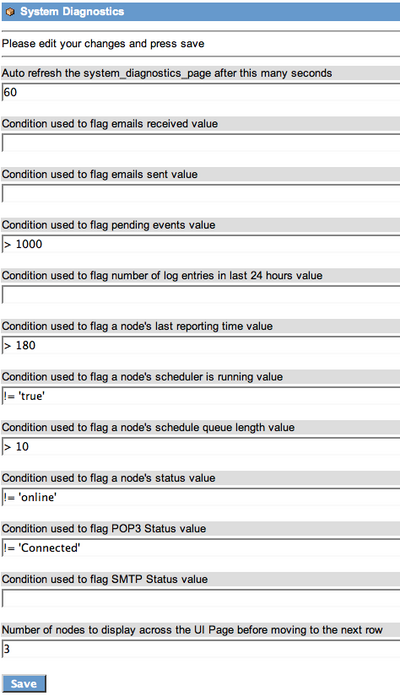 System Diagnostics
Please edit your changes and press save
Auto refresh the system_diagnostics_page after this many seconds
60
Condition used to flag emails received value
Condition used to flag emails sent value
Condition used to flag pending events value
> 1000
Condition used to flag number of log entries in last 24 hours value
Condition used to flag a node's last reporting time value
> 180
Condition used to flag a node's scheduler is running value
!= 'true'
Condition used to flag a node's schedule queue length value
> 10
Condition used to flag a node's status value
!= 'online'
Condition used to flag POP3 Status value
!= 'Connected'
Condition used to flag SMTP Status value
Number of nodes to display across the UI Page before moving to the next row
3
Save